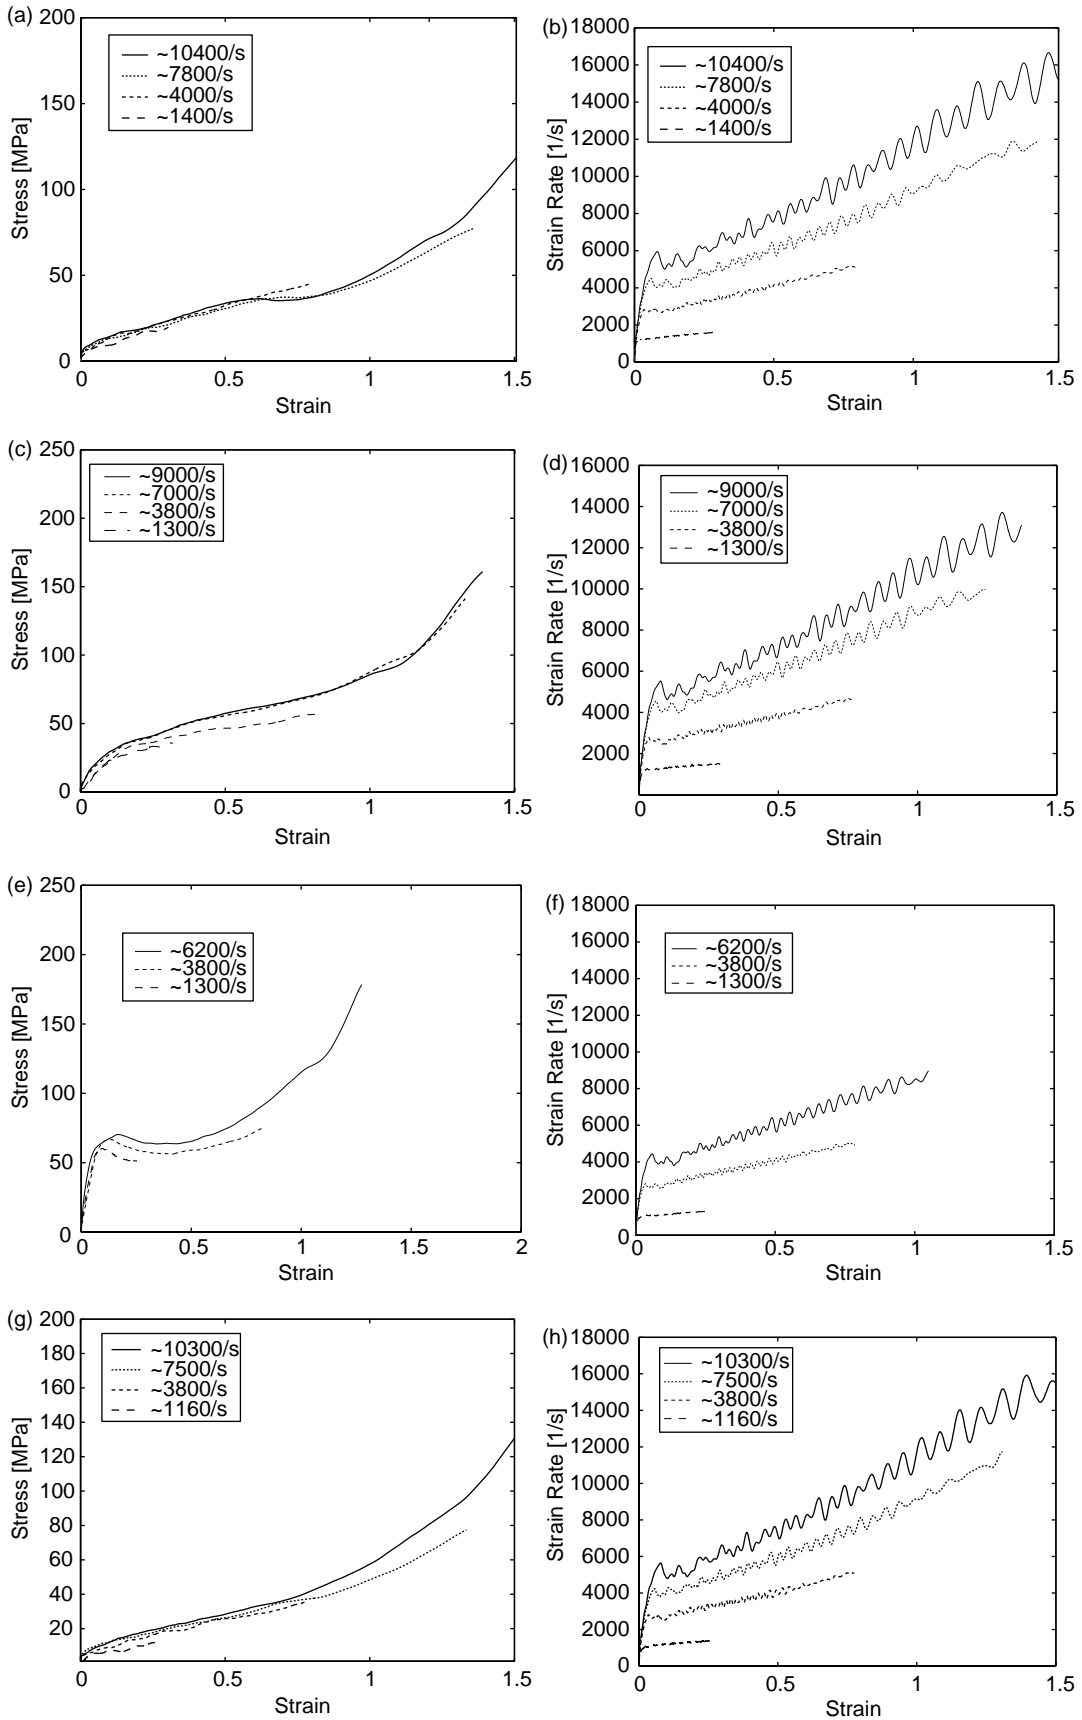 (a)
200
150
100
50
0
Stress [MPa]
~10400/s
~7800/s
~4000/s
~1400/s
0 0.5 1 1.5
Strain
(b)
18000
16000
14000
12000
10000
8000
6000
4000
2000
0
Strain Rate [1/s]
~10400/s
~7800/s
~4000/s
~1400/s
0 0.5 1 1.5
Strain
(c)
250
200
150
100
50
0
Stress [MPa]
~9000/s
~7000/s
~3800/s
~1300/s
0 0.5 1 1.5
Strain
(d)
16000
14000
12000
10000
8000
6000
4000
2000
Strain Rate [1/s]
~9000/s
~7000/s
~3800/s
~1300/s
0 0.5 1 1.5
Strain
(e)
250
200
150
100
50
0
Stress [MPa]
~6200/s
~3800/s
~1300/s
0 0.5 1 1.5 2
Strain
(f)
18000
16000
14000
12000
10000
8000
6000
4000
2000
0
Strain Rate [1/s]
~6200/s
~3800/s
~1300/s
0 0.5 1 1.5
Strain
(g)
200
180
160
140
120
100
80
60
40
20
Stress [MPa]
~10300/s
~7500/s
~3800/s
~1160/s
0 0.5 1 1.5
Strain
(h)
18000
16000
14000
12000
10000
8000
6000
4000
2000
0
Strain Rate [1/s]
~10300/s
~7500/s
~3800/s
~1160/s
0 0.5 1 1.5
Strain